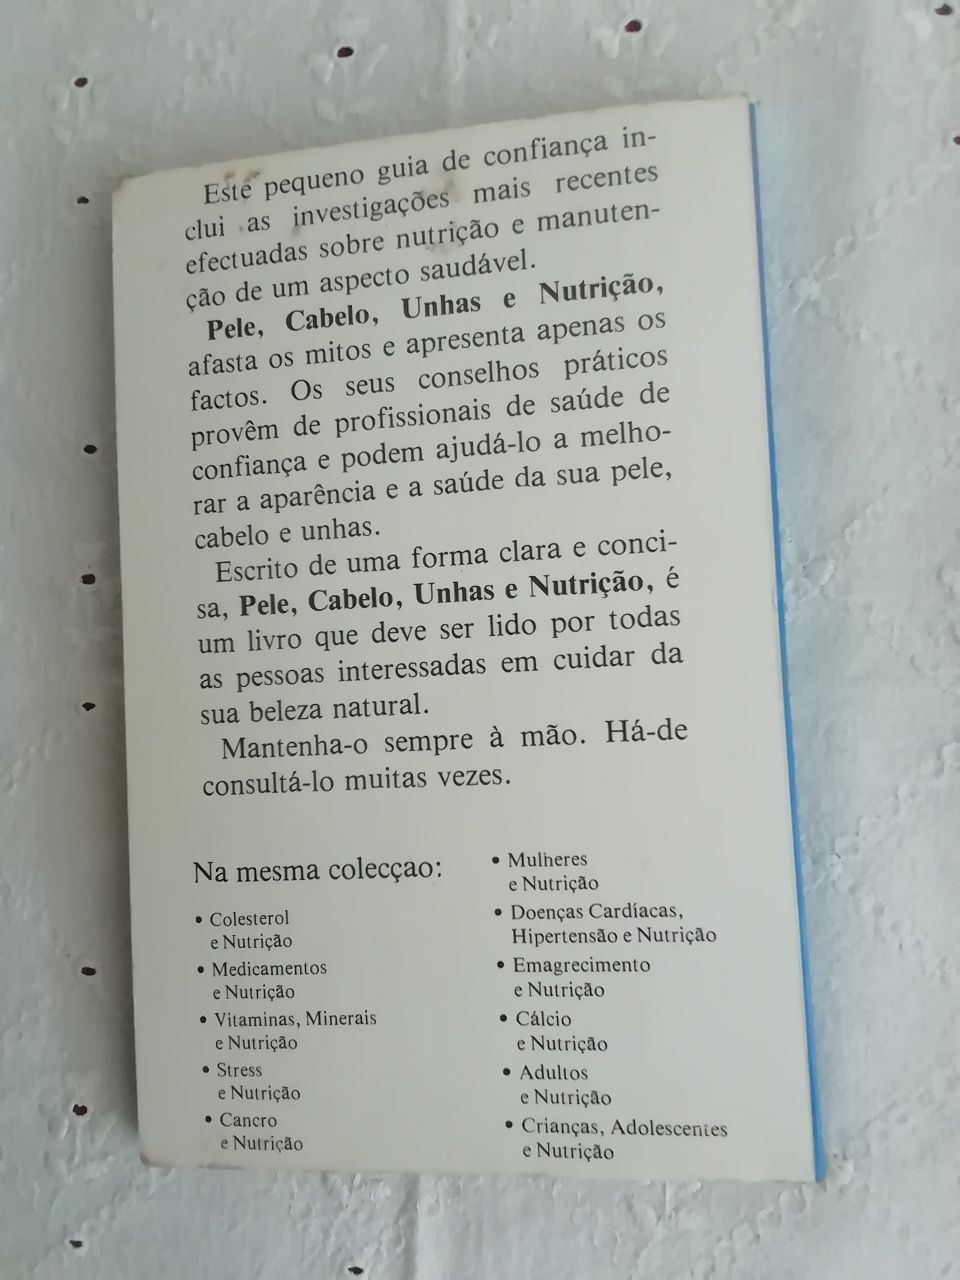 Este pequeno guia de confiança in-
clui as investigações mais recentes
efectuadas sobre nutrição e manuten-
ção de um aspecto saudável.
Pele, Cabelo, Unhas e Nutrição,
afasta os mitos e apresenta apenas os
factos. Os seus conselhos práticos
provêm de profissionais de saúde de
confiança e podem ajudá-lo a melho-
rar a aparência e a saúde da sua pele,
cabelo e unhas.
Escrito de uma forma clara e conci-
sa, Pele, Cabelo, Unhas e Nutrição, é
um livro que deve ser lido por todas
as pessoas interessadas em cuidar da
sua beleza natural.
Mantenha-o sempre à mão. Há-de
consultá-lo muitas vezes.
Na mesma colecçao:
• Colesterol
e Nutrição
• Medicamentos
e Nutrição
• Vitaminas, Minerais
e Nutrição
• Stress
e Nutrição
• Cancro
e Nutrição
• Mulheres
e Nutrição
• Doenças Cardíacas,
Hipertensão e Nutrição
• Emagrecimento
e Nutrição
• Cálcio
e Nutrição
• Adultos
e Nutrição
• Crianças, Adolescentes
e Nutrição